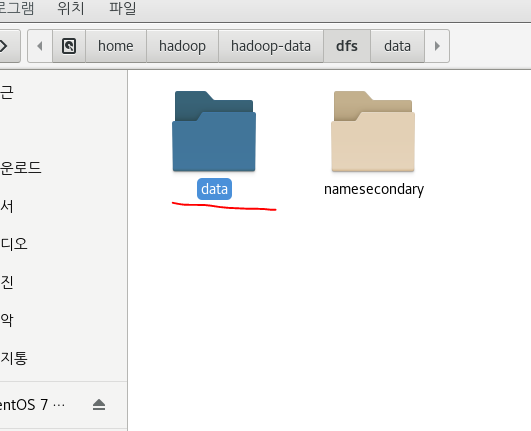 로그램 위치 파일
home hadoop hadoop-data dfs data
근
운로드
서
디오
진
악
지통
entOS 7 …
data
namesecondary